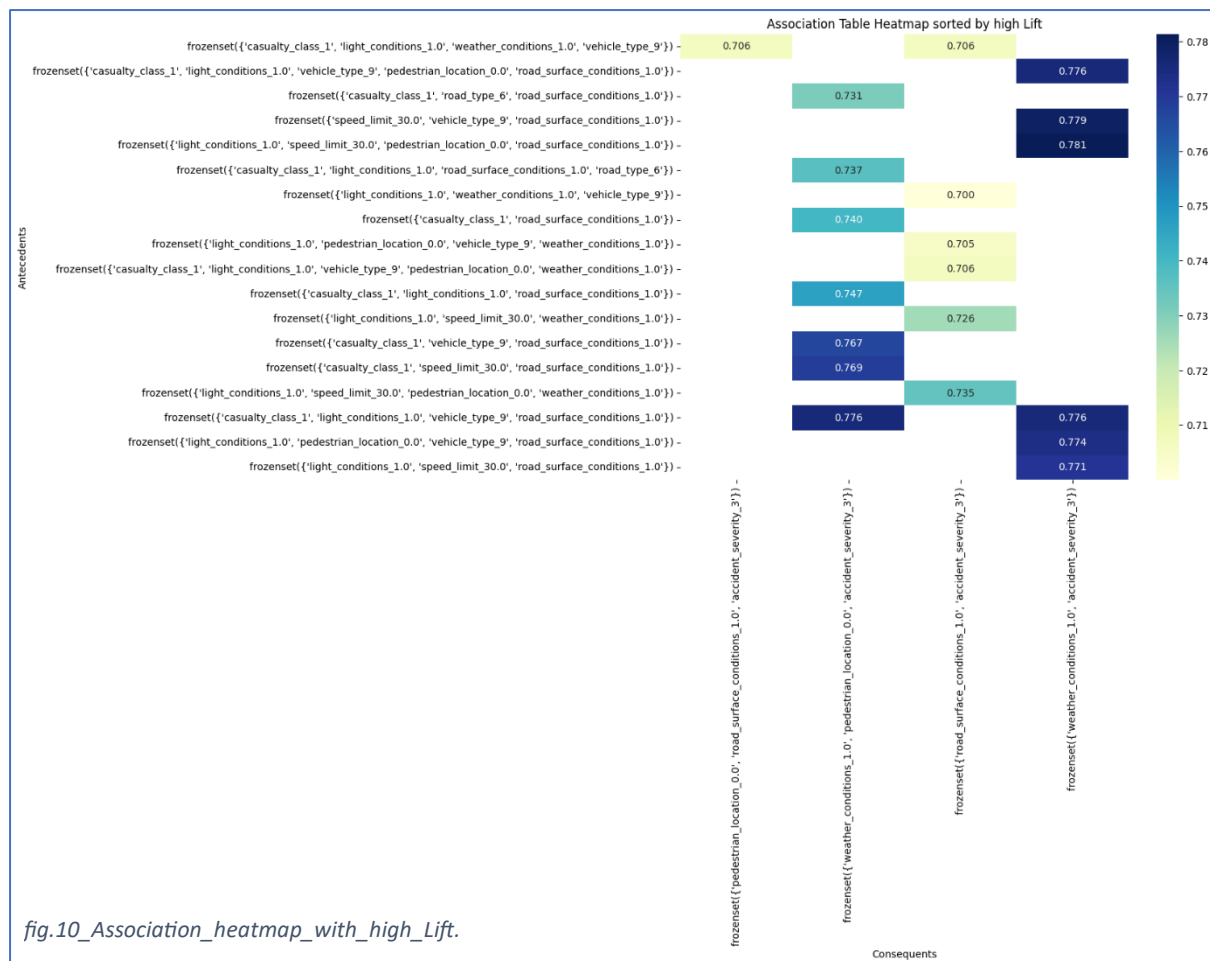 Association Table Heatmap sorted by high Lift
Antecedents
frozenset({'casualty_class_1', 'light_conditions_1.0', 'weather_conditions_1.0', 'vehicle_type_9'}) - 0.706 0.706
frozenset({'casualty_class_1', 'light_conditions_1.0', 'vehicle_type_9', 'pedestrian_location_0.0', 'road_surface_conditions_1.0'}) - 0.776
frozenset({'casualty_class_1', 'road_type_6', 'road_surface_conditions_1.0'}) - 0.731
frozenset({'speed_limit_30.0', 'vehicle_type_9', 'road_surface_conditions_1.0'}) - 0.779
frozenset({'light_conditions_1.0', 'speed_limit_30.0', 'pedestrian_location_0.0', 'road_surface_conditions_1.0'}) - 0.781
frozenset({'casualty_class_1', 'light_conditions_1.0', 'road_surface_conditions_1.0', 'road_type_6'}) - 0.737
frozenset({'light_conditions_1.0', 'weather_conditions_1.0', 'vehicle_type_9'}) - 0.700
frozenset({'casualty_class_1', 'road_surface_conditions_1.0'}) - 0.740
frozenset({'light_conditions_1.0', 'pedestrian_location_0.0', 'vehicle_type_9', 'weather_conditions_1.0'}) - 0.705
frozenset({'casualty_class_1', 'light_conditions_1.0', 'vehicle_type_9', 'pedestrian_location_0.0', 'weather_conditions_1.0'}) - 0.706
frozenset({'casualty_class_1', 'light_conditions_1.0', 'road_surface_conditions_1.0'}) - 0.747
frozenset({'light_conditions_1.0', 'speed_limit_30.0', 'weather_conditions_1.0'}) - 0.726
frozenset({'casualty_class_1', 'vehicle_type_9', 'road_surface_conditions_1.0'}) - 0.767
frozenset({'casualty_class_1', 'speed_limit_30.0', 'road_surface_conditions_1.0'}) - 0.769
frozenset({'light_conditions_1.0', 'speed_limit_30.0', 'pedestrian_location_0.0', 'weather_conditions_1.0'}) - 0.735
frozenset({'casualty_class_1', 'light_conditions_1.0', 'vehicle_type_9', 'road_surface_conditions_1.0'}) - 0.776 0.776
frozenset({'light_conditions_1.0', 'pedestrian_location_0.0', 'vehicle_type_9', 'road_surface_conditions_1.0'}) - 0.774
frozenset({'light_conditions_1.0', 'speed_limit_30.0', 'road_surface_conditions_1.0'}) - 0.771
- 0.78
- 0.77
- 0.76
- 0.75
- 0.74
- 0.73
- 0.72
- 0.71
frozenset({'pedestrian_location_0.0', 'road_surface_conditions_1.0', 'accident_severity_3'}) -
frozenset({'weather_conditions_1.0', 'pedestrian_location_0.0', 'accident_severity_3'}) -
frozenset({'road_surface_conditions_1.0', 'accident_severity_3'}) -
frozenset({'weather_conditions_1.0', 'accident_severity_3'}) -
Consequents
fig.10_Association_heatmap_with_high_Lift.